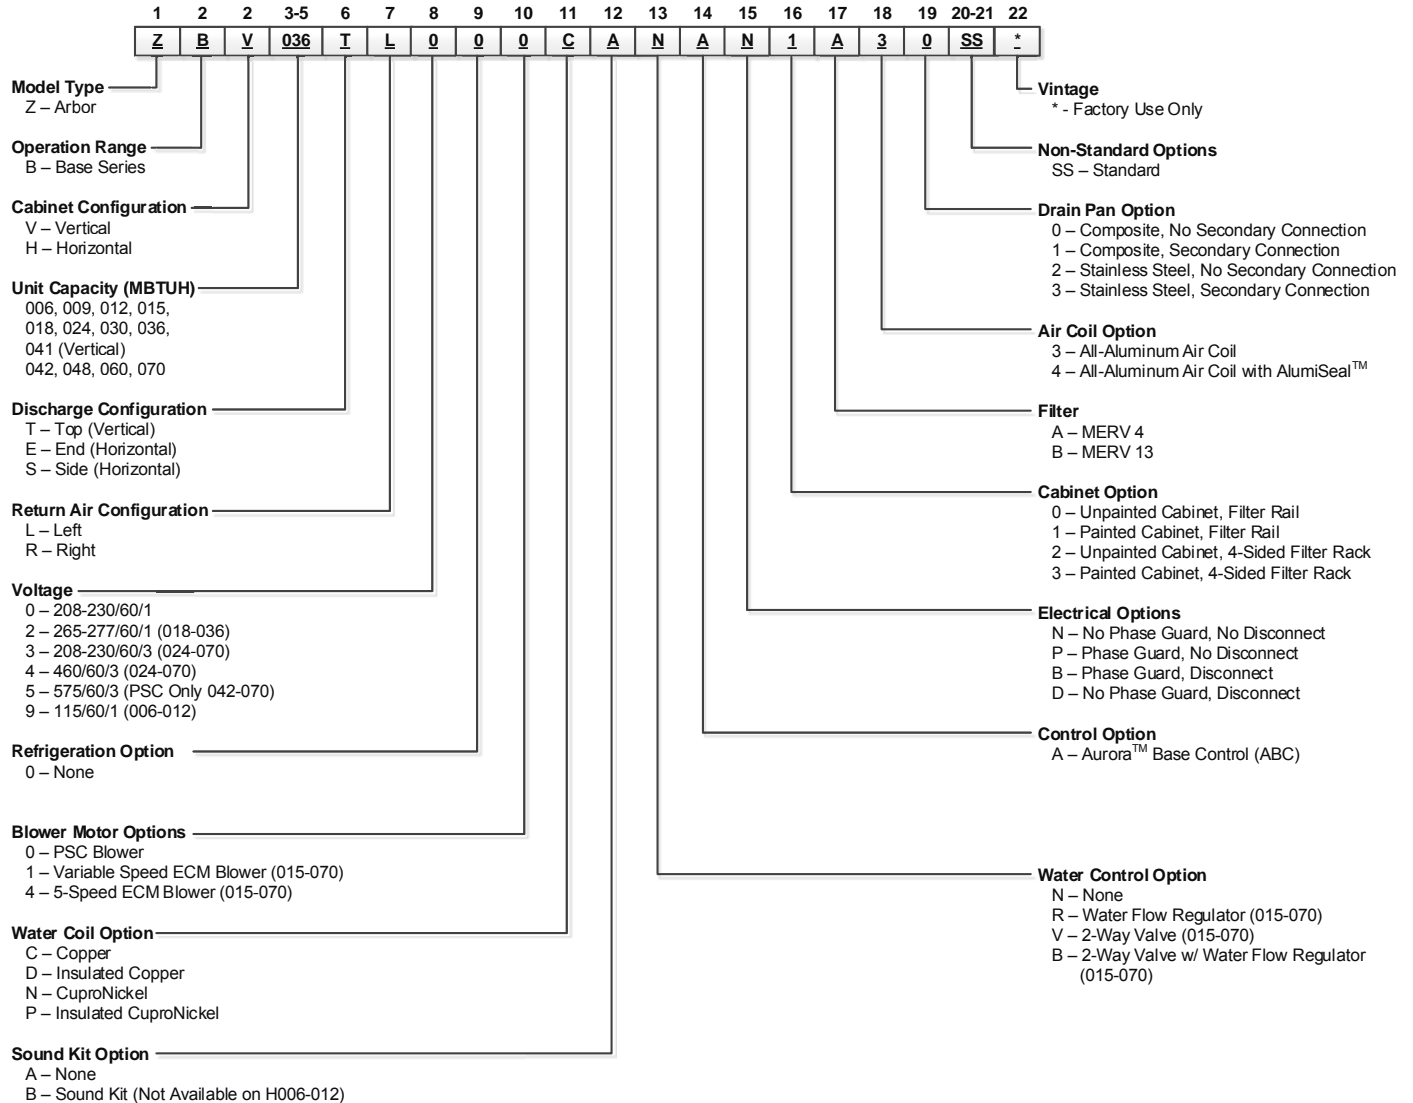 1 2 2 3-5 6 7 8 9 10 11 12 13 14 15 16 17 18 19 20-21 22
Z B V 036 T L 0 0 0 C A N A N 1 A 3 0 SS *
Model Type
Z – Arbor
Operation Range
B – Base Series
Cabinet Configuration
V – Vertical
H – Horizontal
Unit Capacity (MBTUH)
006, 009, 012, 015,
018, 024, 030, 036,
041 (Vertical)
042, 048, 060, 070
Discharge Configuration
T – Top (Vertical)
E – End (Horizontal)
S – Side (Horizontal)
Return Air Configuration
L – Left
R – Right
Voltage
0 – 208-230/60/1
2 – 265-277/60/1 (018-036)
3 – 208-230/60/3 (024-070)
4 – 460/60/3 (024-070)
5 – 575/60/3 (PSC Only 042-070)
9 – 115/60/1 (006-012)
Refrigeration Option
0 – None
Blower Motor Options
0 – PSC Blower
1 – Variable Speed ECM Blower (015-070)
4 – 5-Speed ECM Blower (015-070)
Water Coil Option
C – Copper
D – Insulated Copper
N – CuproNickel
P – Insulated CuproNickel
Sound Kit Option
A – None
B – Sound Kit (Not Available on H006-012)
Vintage
* - Factory Use Only
Non-Standard Options
SS – Standard
Drain Pan Option
0 – Composite, No Secondary Connection
1 – Composite, Secondary Connection
2 – Stainless Steel, No Secondary Connection
3 – Stainless Steel, Secondary Connection
Air Coil Option
3 – All-Aluminum Air Coil
4 – All-Aluminum Air Coil with AlumiSeal™
Filter
A – MERV 4
B – MERV 13
Cabinet Option
0 – Unpainted Cabinet, Filter Rail
1 – Painted Cabinet, Filter Rail
2 – Unpainted Cabinet, 4-Sided Filter Rack
3 – Painted Cabinet, 4-Sided Filter Rack
Electrical Options
N – No Phase Guard, No Disconnect
P – Phase Guard, No Disconnect
B – Phase Guard, Disconnect
D – No Phase Guard, Disconnect
Control Option
A – Aurora™ Base Control (ABC)
Water Control Option
N – None
R – Water Flow Regulator (015-070)
V – 2-Way Valve (015-070)
B – 2-Way Valve w/ Water Flow Regulator
(015-070)